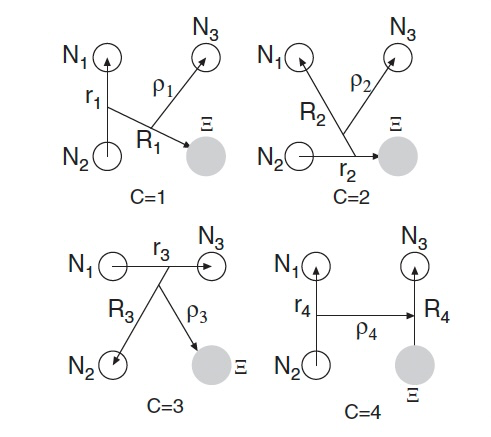 N₁ N₃
r₁ ρ₁
R₁ Ξ
N₂
C=1
N₁ N₃
R₂ ρ₂
Ξ
N₂ r₂
C=2
N₁ r₃ N₃
R₃ ρ₃
N₂ Ξ
C=3
N₁ N₃
r₄ ρ₄ R₄
N₂ Ξ
C=4